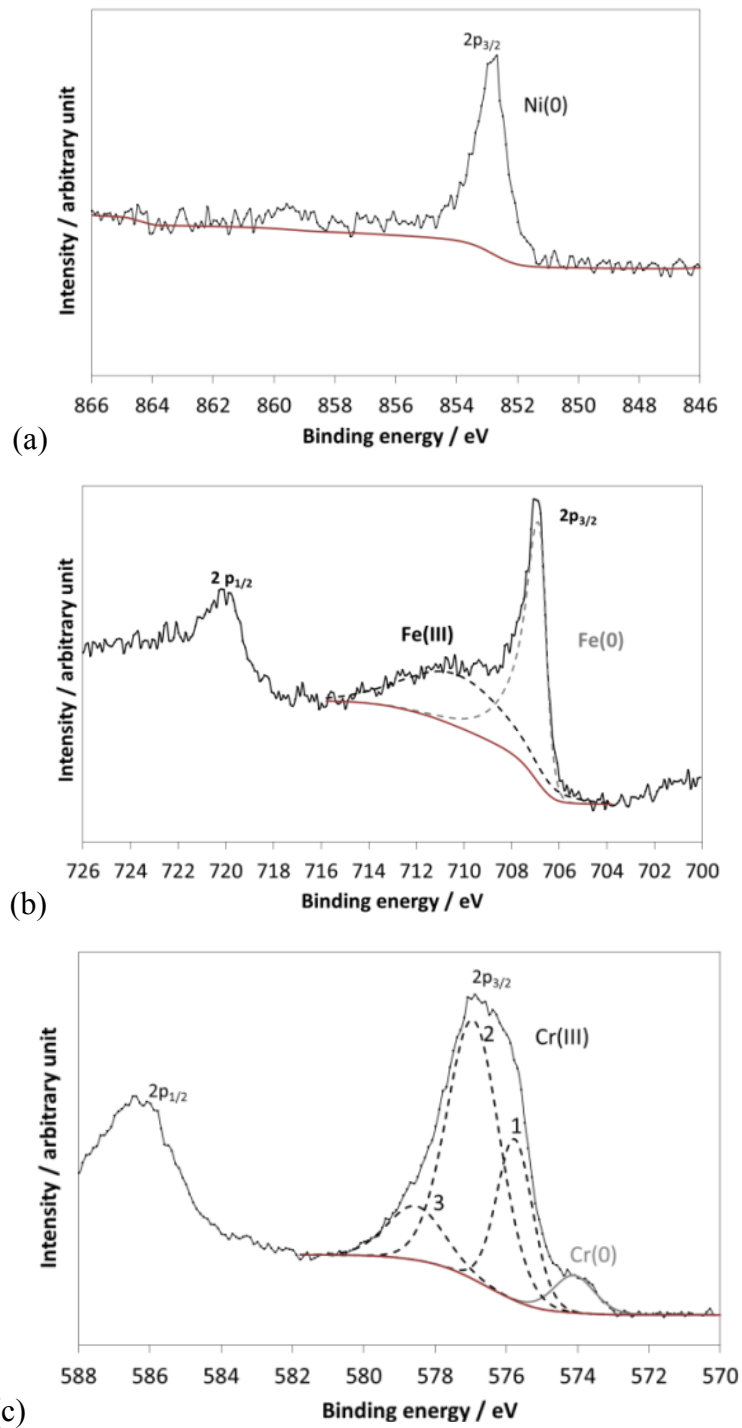 2p3/2
Ni(0)
Intensity / arbitrary unit
866 864 862 860 858 856 854 852 850 848 846
Binding energy / eV
(a)
2p3/2
2 p1/2
Fe(III)
Fe(0)
Intensity / arbitrary unit
726 724 722 720 718 716 714 712 710 708 706 704 702 700
Binding energy / eV
(b)
2p3/2
2
Cr(III)
2p1/2
1
3
Cr(0)
Intensity / arbitrary unit
588 586 584 582 580 578 576 574 572 570
Binding energy / eV
c)